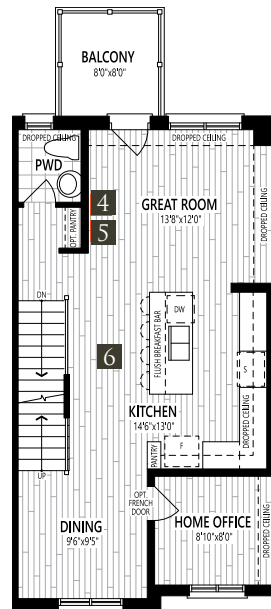 BALCONY
8'0"x8'0"
DROPPED CEILING
DROPPED CEILING
PWD
OPT. PANTRY
4
5
GREAT ROOM
13'8"x12'0"
DROPPED CEILING
DN
6
FLUSH BREAKFAST BAR
DW
S
DROPPED CEILING
KITCHEN
14'6"x13'0"
PANTRY
F
UP
OPT.
FRENCH
DOOR
DINING
9'6"x9'5"
HOME OFFICE
8'10"x8'0"
DROPPED CEILING